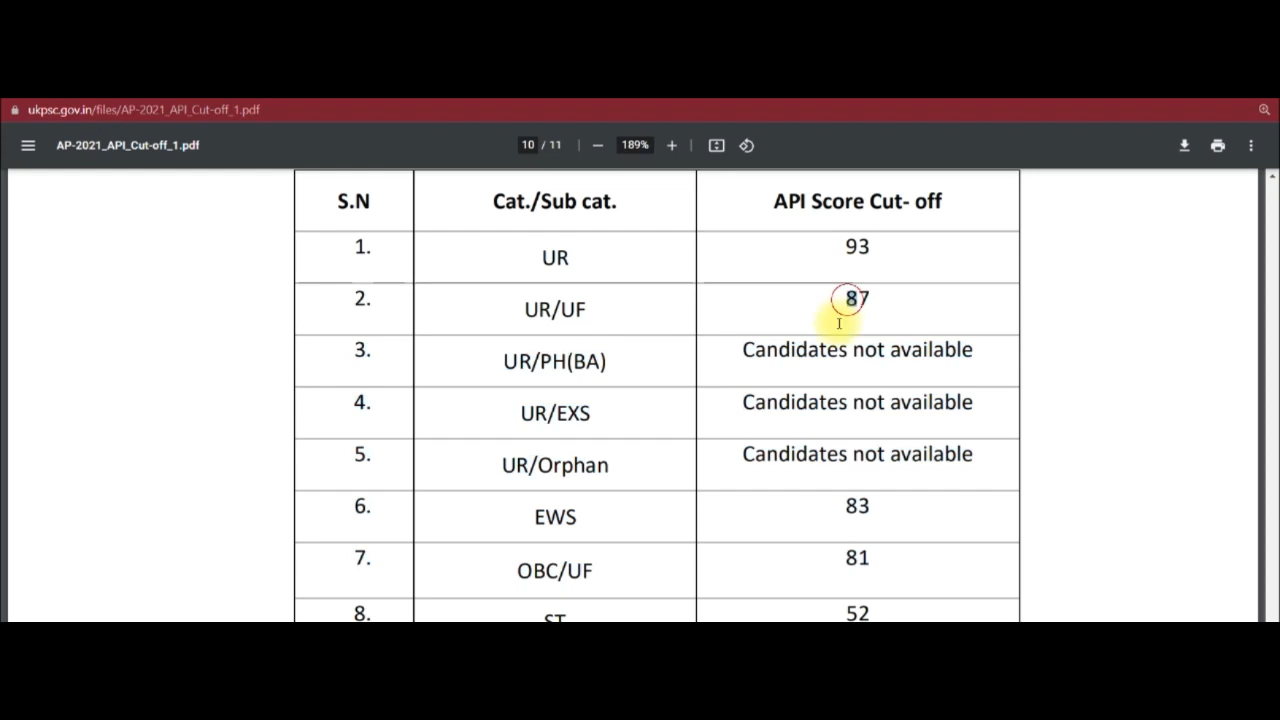 ukpsc.gov.in/files/AP-2021_API_Cut-off_1.pdf
AP-2021_API_Cut-off_1.pdf 10 / 11 189%
S.N Cat./Sub cat. API Score Cut- off
1. UR 93
2. UR/UF 87
3. UR/PH(BA) Candidates not available
4. UR/EXS Candidates not available
5. UR/Orphan Candidates not available
6. EWS 83
7. OBC/UF 81
8. ST 52